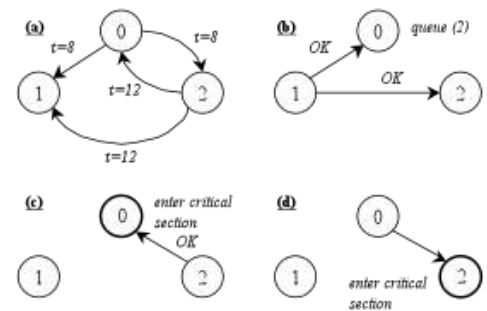 (a)
0
t=8
t=8
1
t=12
2
t=12
(b)
0
queue (2)
OK
OK
1
2
(c)
0
enter critical
section
OK
1
2
(d)
0
1
2
enter critical
section